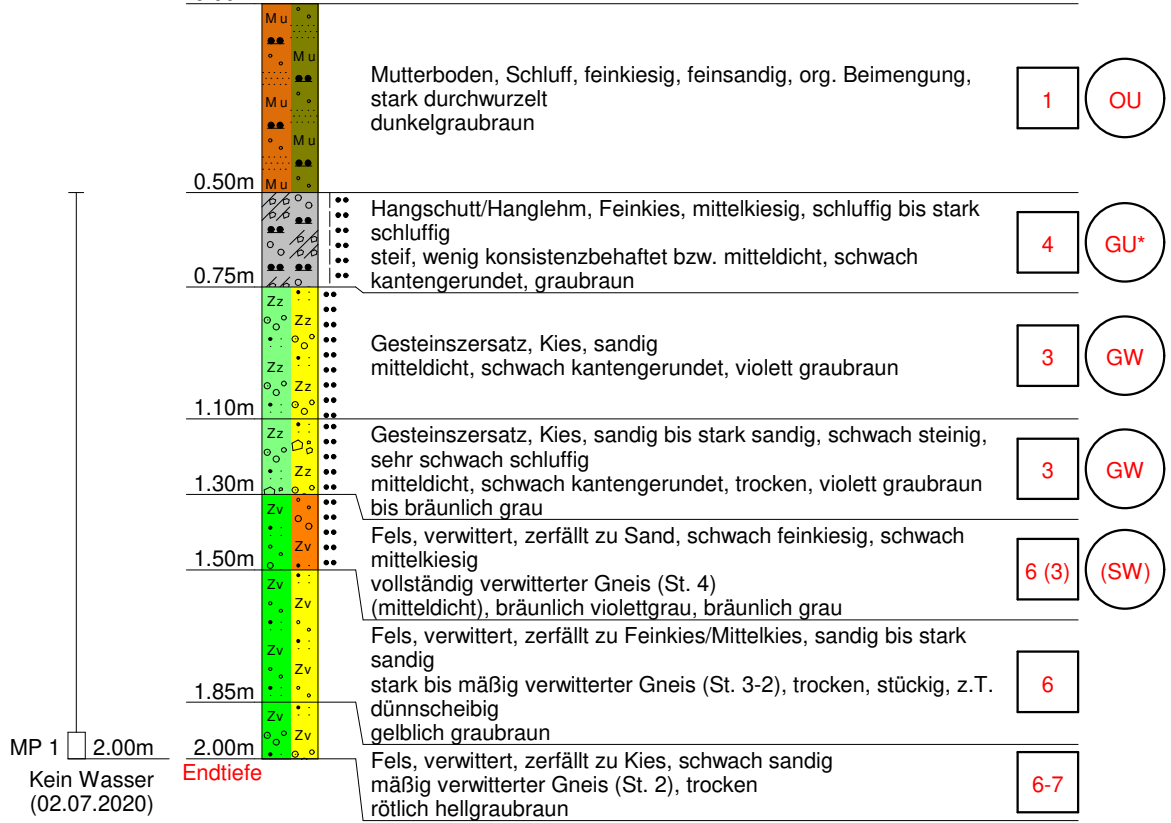 Mu
Mu
Mu
Mu
Mu
Mutterboden, Schluff, feinkiesig, feinsandig, org. Beimengung,
stark durchwurzelt
dunkelgraubraun
1 OU
0.50m
Hangschutt/Hanglehm, Feinkies, mittelkiesig, schluffig bis stark
schluffig
steif, wenig konsistenzbehaftet bzw. mitteldicht, schwach
kantengerundet, graubraun
4 GU*
0.75m
Zz
Zz
Zz
Zz
Gesteinszersatz, Kies, sandig
mitteldicht, schwach kantengerundet, violett graubraun
3 GW
1.10m
Zz
Zz
Gesteinszersatz, Kies, sandig bis stark sandig, schwach steinig,
sehr schwach schluffig
mitteldicht, schwach kantengerundet, trocken, violett graubraun
bis bräunlich grau
3 GW
1.30m
Zv
Zv
Fels, verwittert, zerfällt zu Sand, schwach feinkiesig, schwach
mittelkiesig
vollständig verwitterter Gneis (St. 4)
(mitteldicht), bräunlich violettgrau, bräunlich grau
6 (3) (SW)
1.50m
Zv
Zv
Zv
Zv
Fels, verwittert, zerfällt zu Feinkies/Mittelkies, sandig bis stark
sandig
stark bis mäßig verwitterter Gneis (St. 3-2), trocken, stückig, z.T.
dünnscheibig
gelblich graubraun
6
1.85m
Zv
Zv
Fels, verwittert, zerfällt zu Kies, schwach sandig
mäßig verwitterter Gneis (St. 2), trocken
rötlich hellgraubraun
6-7
MP 1 2.00m
2.00m
Endtiefe
Kein Wasser
(02.07.2020)